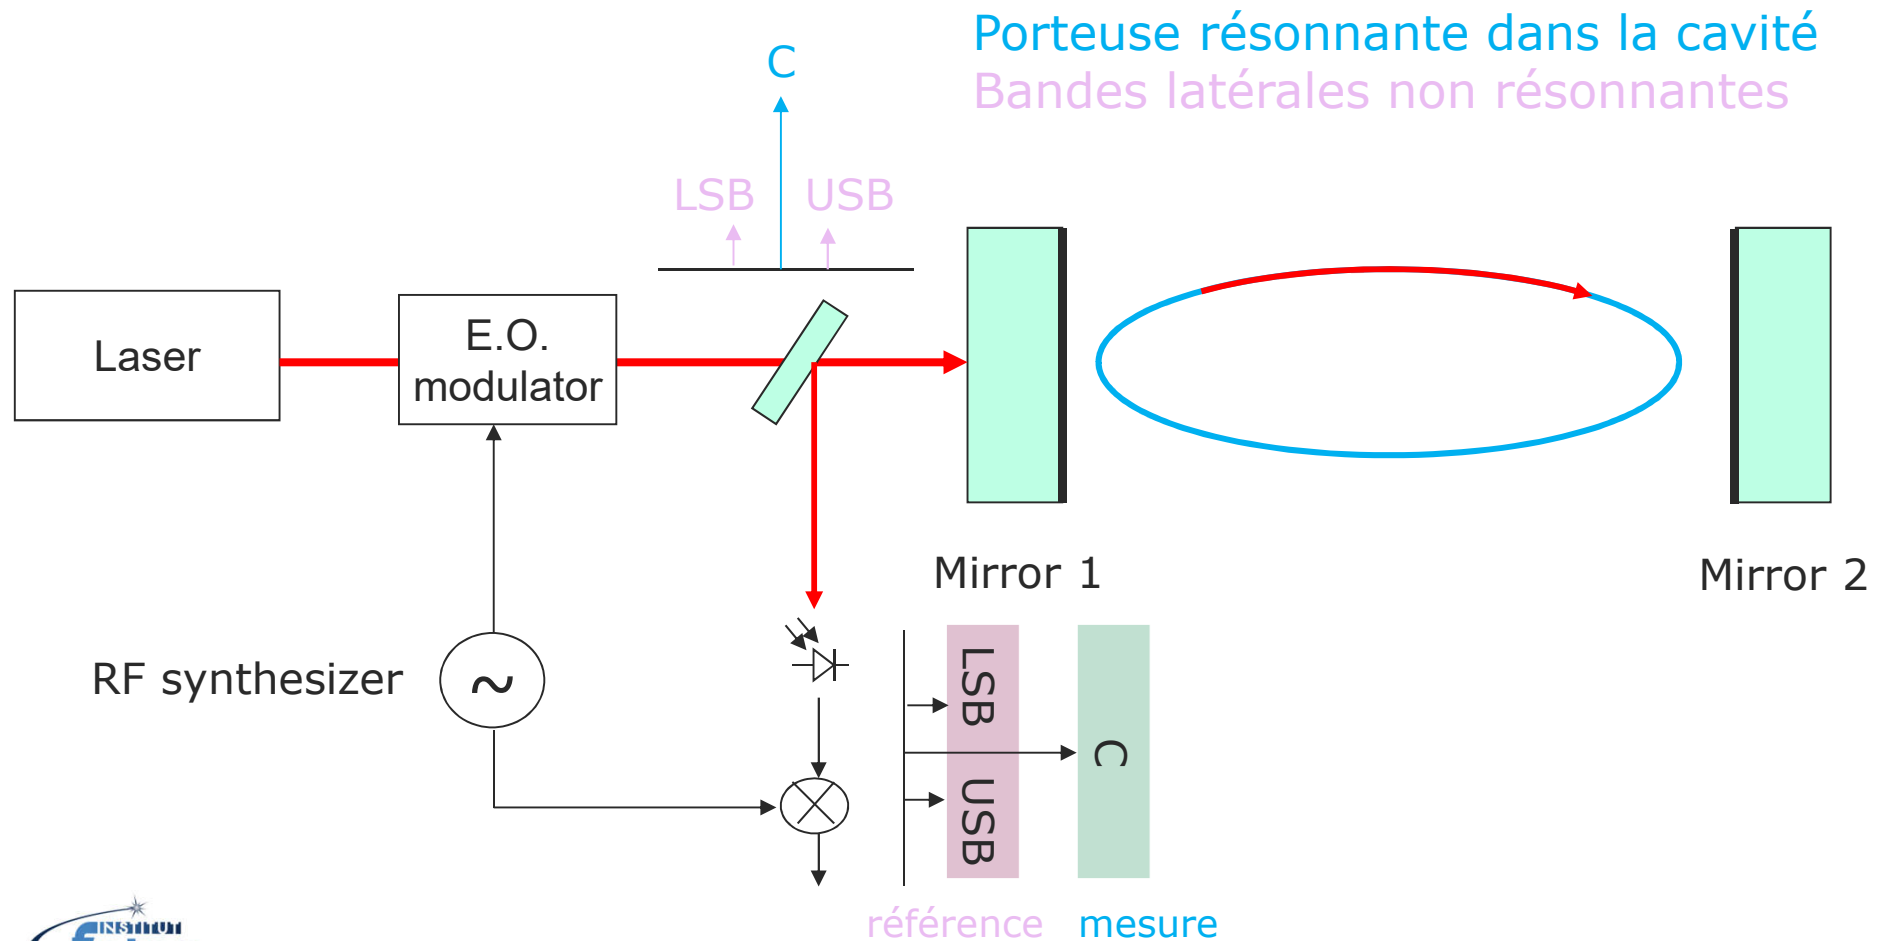 Porteuse résonnante dans la cavité
Bandes latérales non résonnantes
C
LSB
USB
Laser
E.O.
modulator
Mirror 1
Mirror 2
RF synthesizer
~
LSB
USB
C
référence
mesure
INSTITUT